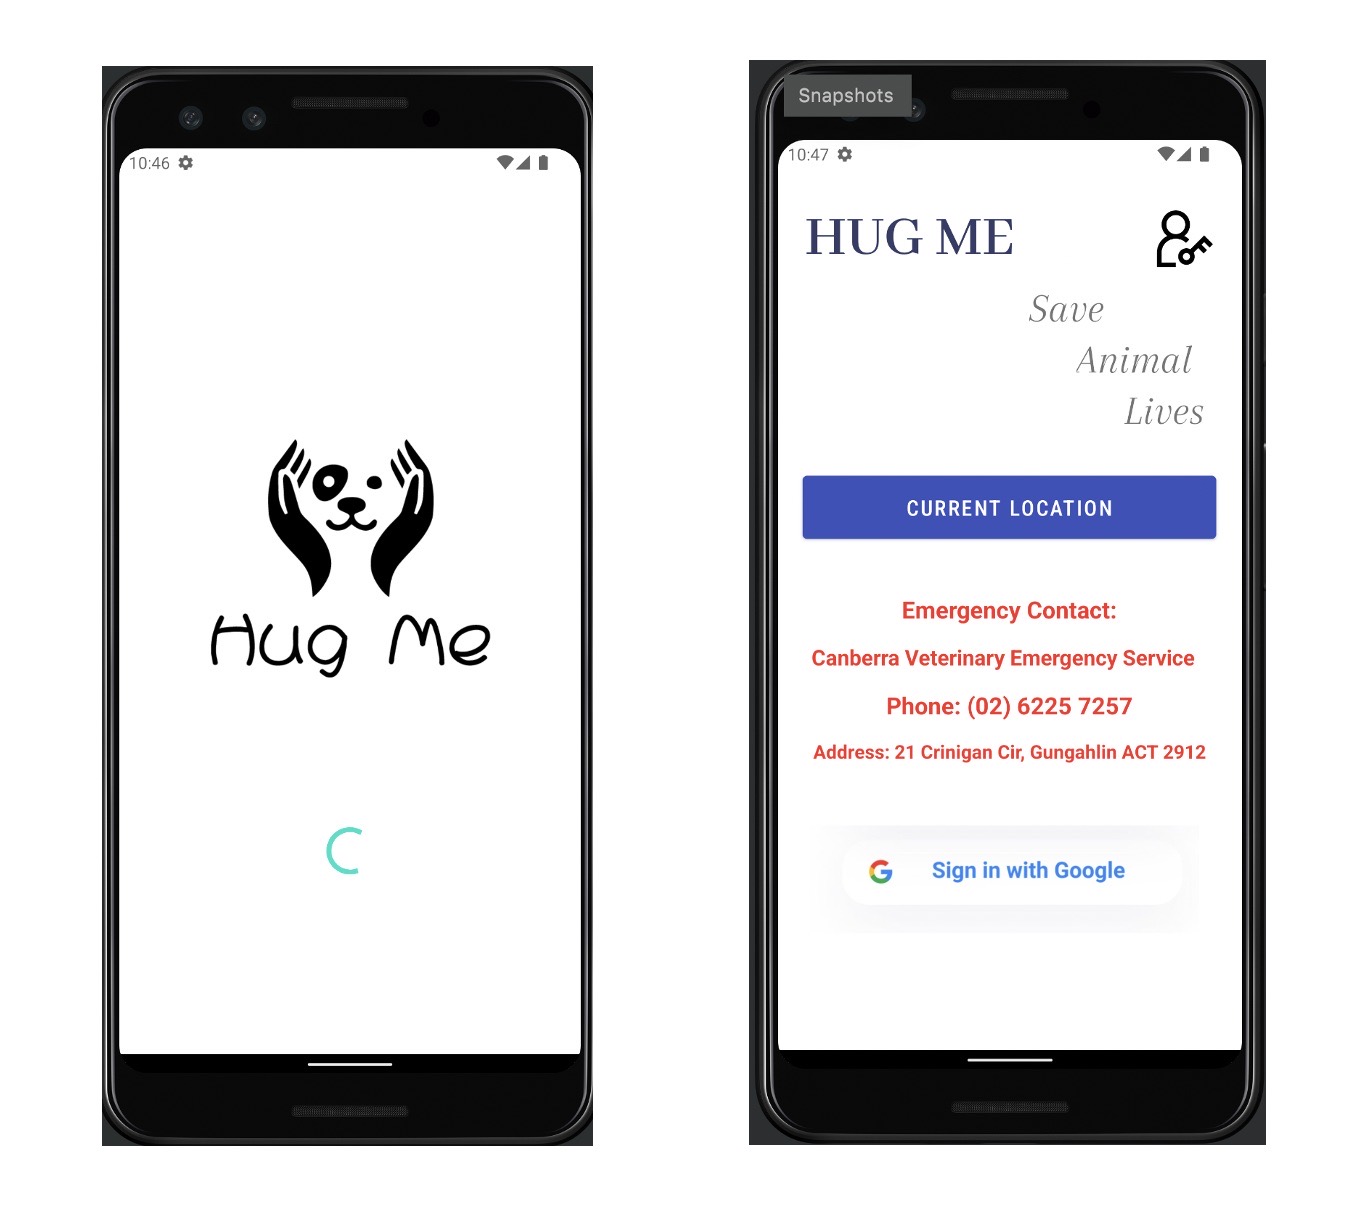 10:46
Hug Me
Snapshots
10:47
HUG ME
Save
Animal
Lives
CURRENT LOCATION
Emergency Contact:
Canberra Veterinary Emergency Service
Phone: (02) 6225 7257
Address: 21 Crinigan Cir, Gungahlin ACT 2912
Sign in with Google